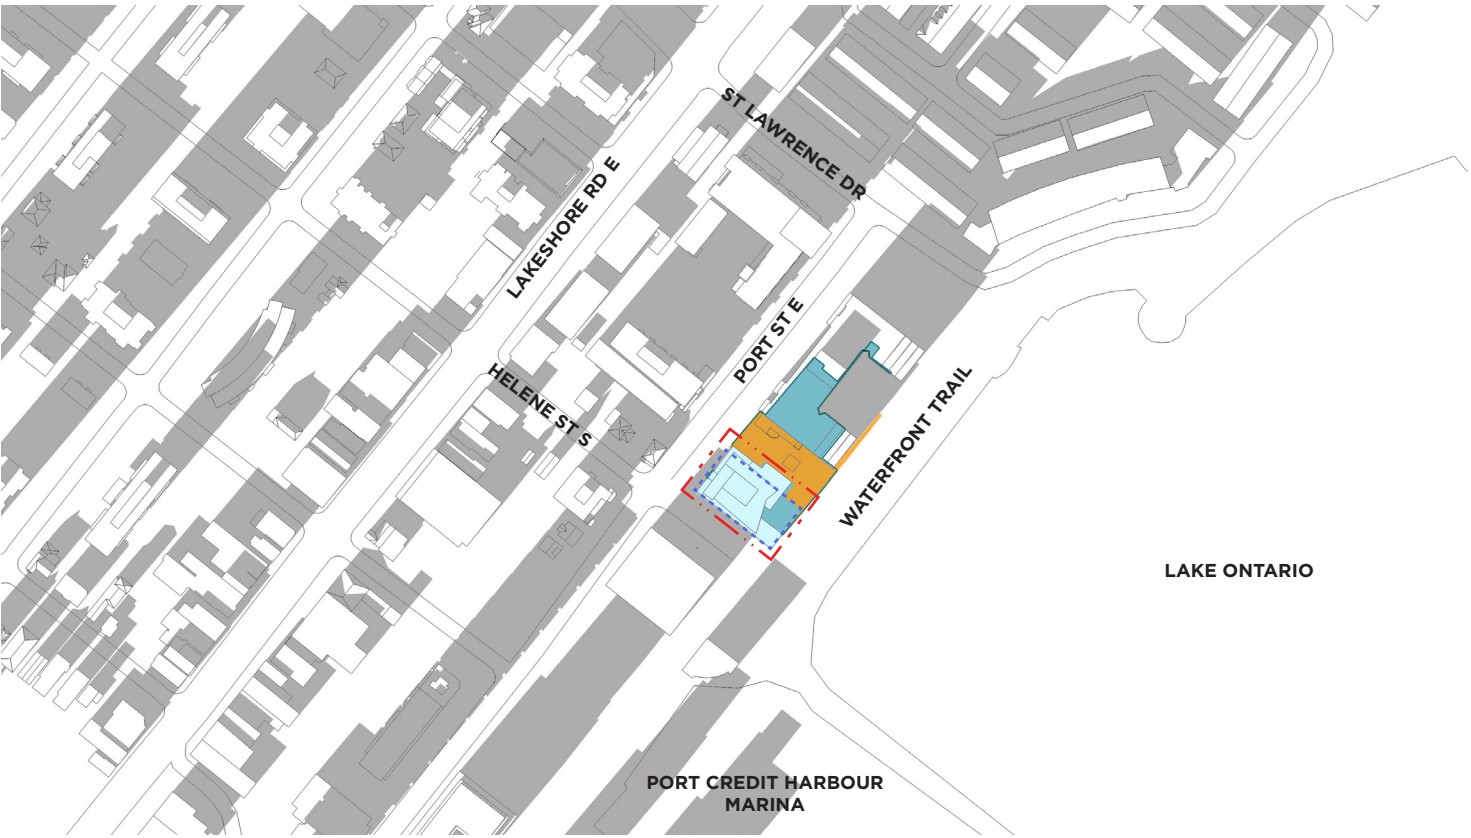 ST LAWRENCE DR
LAKESHORE RD E
PORT ST E
HELENE ST S
WATERFRONT TRAIL
LAKE ONTARIO
PORT CREDIT HARBOUR
MARINA